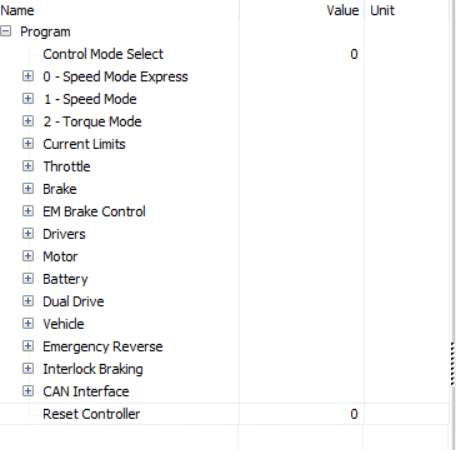 Name Value Unit
Program
Control Mode Select 0
0 - Speed Mode Express
1 - Speed Mode
2 - Torque Mode
Current Limits
Throttle
Brake
EM Brake Control
Drivers
Motor
Battery
Dual Drive
Vehicle
Emergency Reverse
Interlock Braking
CAN Interface
Reset Controller 0